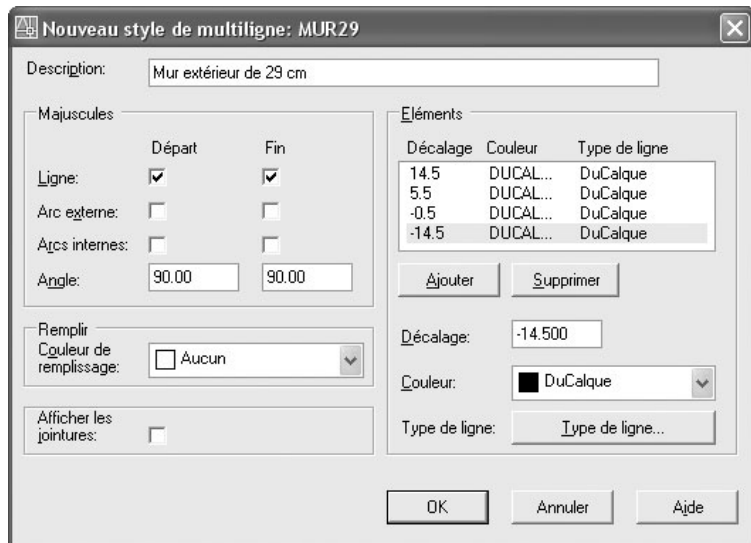 Nouveau style de multiligne: MUR29
Description: Mur extérieur de 29 cm
Majuscules
Départ Fin
Ligne:
Arc externe:
Arcs internes:
Angle: 90.00 90.00
Remplir
Couleur de
remplissage: Aucun
Afficher les
jointures:
Eléments
Décalage Couleur Type de ligne
14.5 DUCAL... DuCalque
5.5 DUCAL... DuCalque
-0.5 DUCAL... DuCalque
-14.5 DUCAL... DuCalque
Ajouter Supprimer
Décalage: -14.500
Couleur: DuCalque
Type de ligne: Type de ligne...
OK Annuler Aide